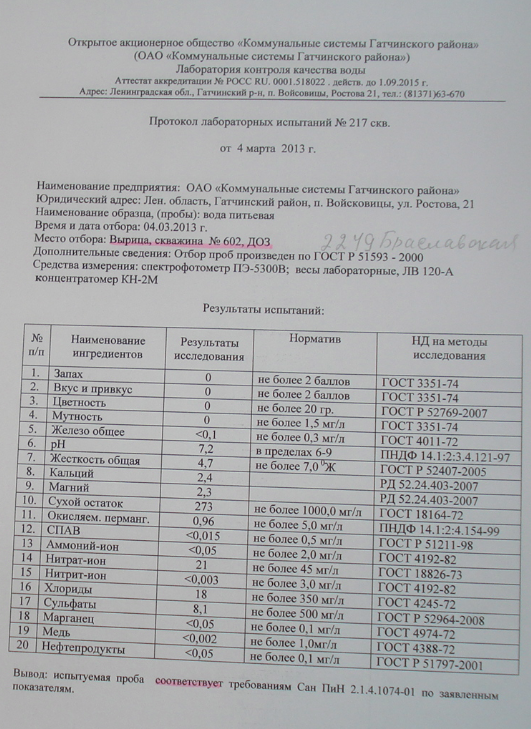 Открытое акционерное общество «Коммунальные системы Гатчинского района»
(ОАО «Коммунальные системы Гатчинского района»)
Лаборатория контроля качества воды
Аттестат аккредитации № РОСС RU. 0001.518022 . действ. до 1.09.2015 г.
Адрес: Ленинградская обл., Гатчинский р-н, п. Войсовицы, Ростова 21, тел.: (81371)63-670
Протокол лабораторных испытаний № 217 скв.
от 4 марта 2013 г.
Наименование предприятия: ОАО «Коммунальные системы Гатчинского района»
Юридический адрес: Лен. область, Гатчинский район, п. Войсковицы, ул. Ростова, 21
Наименование образца, (пробы): вода питьевая
Время и дата отбора: 04.03.2013 г.
Место отбора: Вырица, скважина № 602, ДОЗ 2249 Браславская
Дополнительные сведения: Отбор проб произведен по ГОСТ Р 51593 - 2000
Средства измерения: спектрофотометр ПЭ-5300В; весы лабораторные, ЛВ 120-А
концентратомер КН-2М
Результаты испытаний:
№ п/п Наименование ингредиентов Результаты исследования Норматив НД на методы исследования
1. Запах 0 не более 2 баллов ГОСТ 3351-74
2. Вкус и привкус 0 не более 2 баллов ГОСТ 3351-74
3. Цветность 0 не более 20 гр. ГОСТ Р 52769-2007
4. Мутность 0 не более 1,5 мг/л ГОСТ 3351-74
5. Железо общее <0,1 не более 0,3 мг/л ГОСТ 4011-72
6. pH 7,2 в пределах 6-9 ПНДФ 14.1:2:3.4.121-97
7. Жесткость общая 4,7 не более 7,0 ⁰Ж ГОСТ Р 52407-2005
8. Кальций 2,4 РД 52.24.403-2007
9. Магний 2,3 РД 52.24.403-2007
10. Сухой остаток 273 не более 1000,0 мг/л ГОСТ 18164-72
11. Окисляем. перманг. 0,96 не более 5,0 мг/л ПНДФ 14.1:2:4.154-99
12. СПАВ <0,015 не более 0,5 мг/л ГОСТ Р 51211-98
13 Аммоний-ион <0,05 не более 2,0 мг/л ГОСТ 4192-82
14 Нитрат-ион 21 не более 45 мг/л ГОСТ 18826-73
15 Нитрит-ион <0,003 не более 3,0 мг/л ГОСТ 4192-82
16 Хлориды 18 не более 350 мг/л ГОСТ 4245-72
17 Сульфаты 8,1 не более 500 мг/л ГОСТ Р 52964-2008
18 Марганец <0,05 не более 0,1 мг/л ГОСТ 4974-72
19 Медь <0,002 не более 1,0мг/л ГОСТ 4388-72
20 Нефтепродукты <0,05 не более 0,1 мг/л ГОСТ Р 51797-2001
Вывод: испытуемая проба соответствует требованиям Сан ПиН 2.1.4.1074-01 по заявленным
показателям.